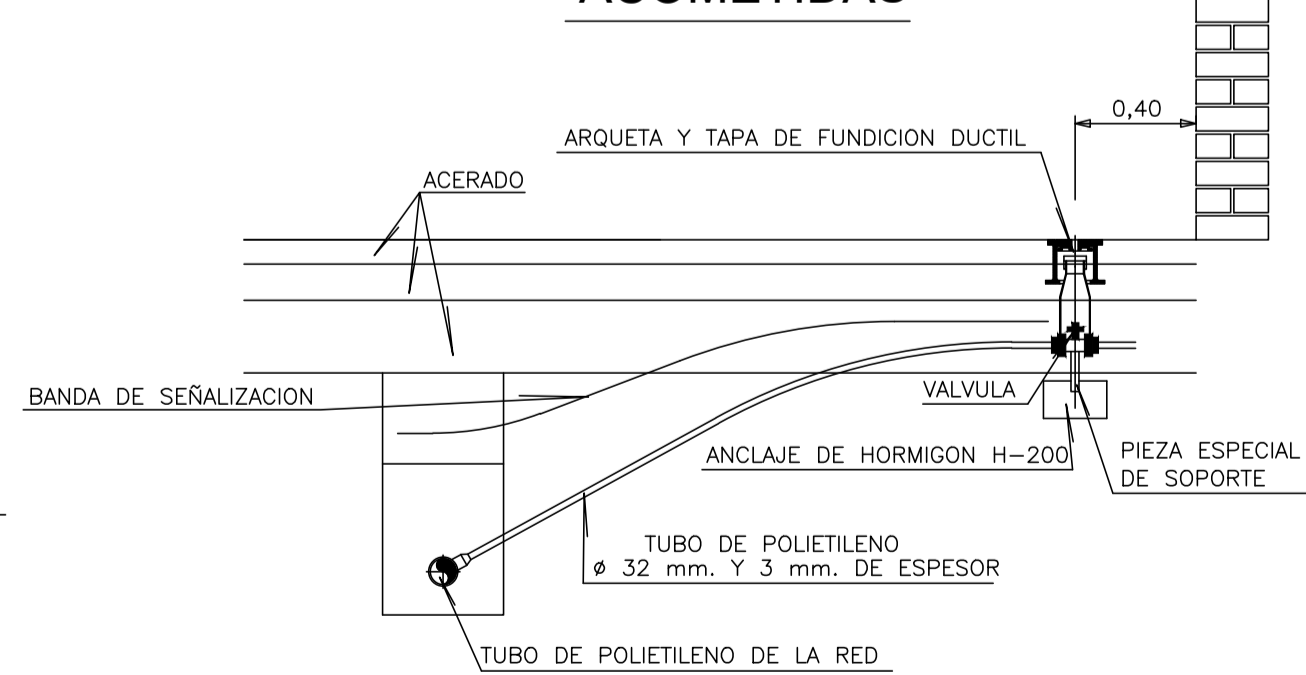 ACOMETIDAS
0,40
ARQUETA Y TAPA DE FUNDICION DUCTIL
ACERADO
BANDA DE SEÑALIZACION
VALVULA
ANCLAJE DE HORMIGON H-200
PIEZA ESPECIAL
DE SOPORTE
TUBO DE POLIETILENO
ø 32 mm. Y 3 mm. DE ESPESOR
TUBO DE POLIETILENO DE LA RED